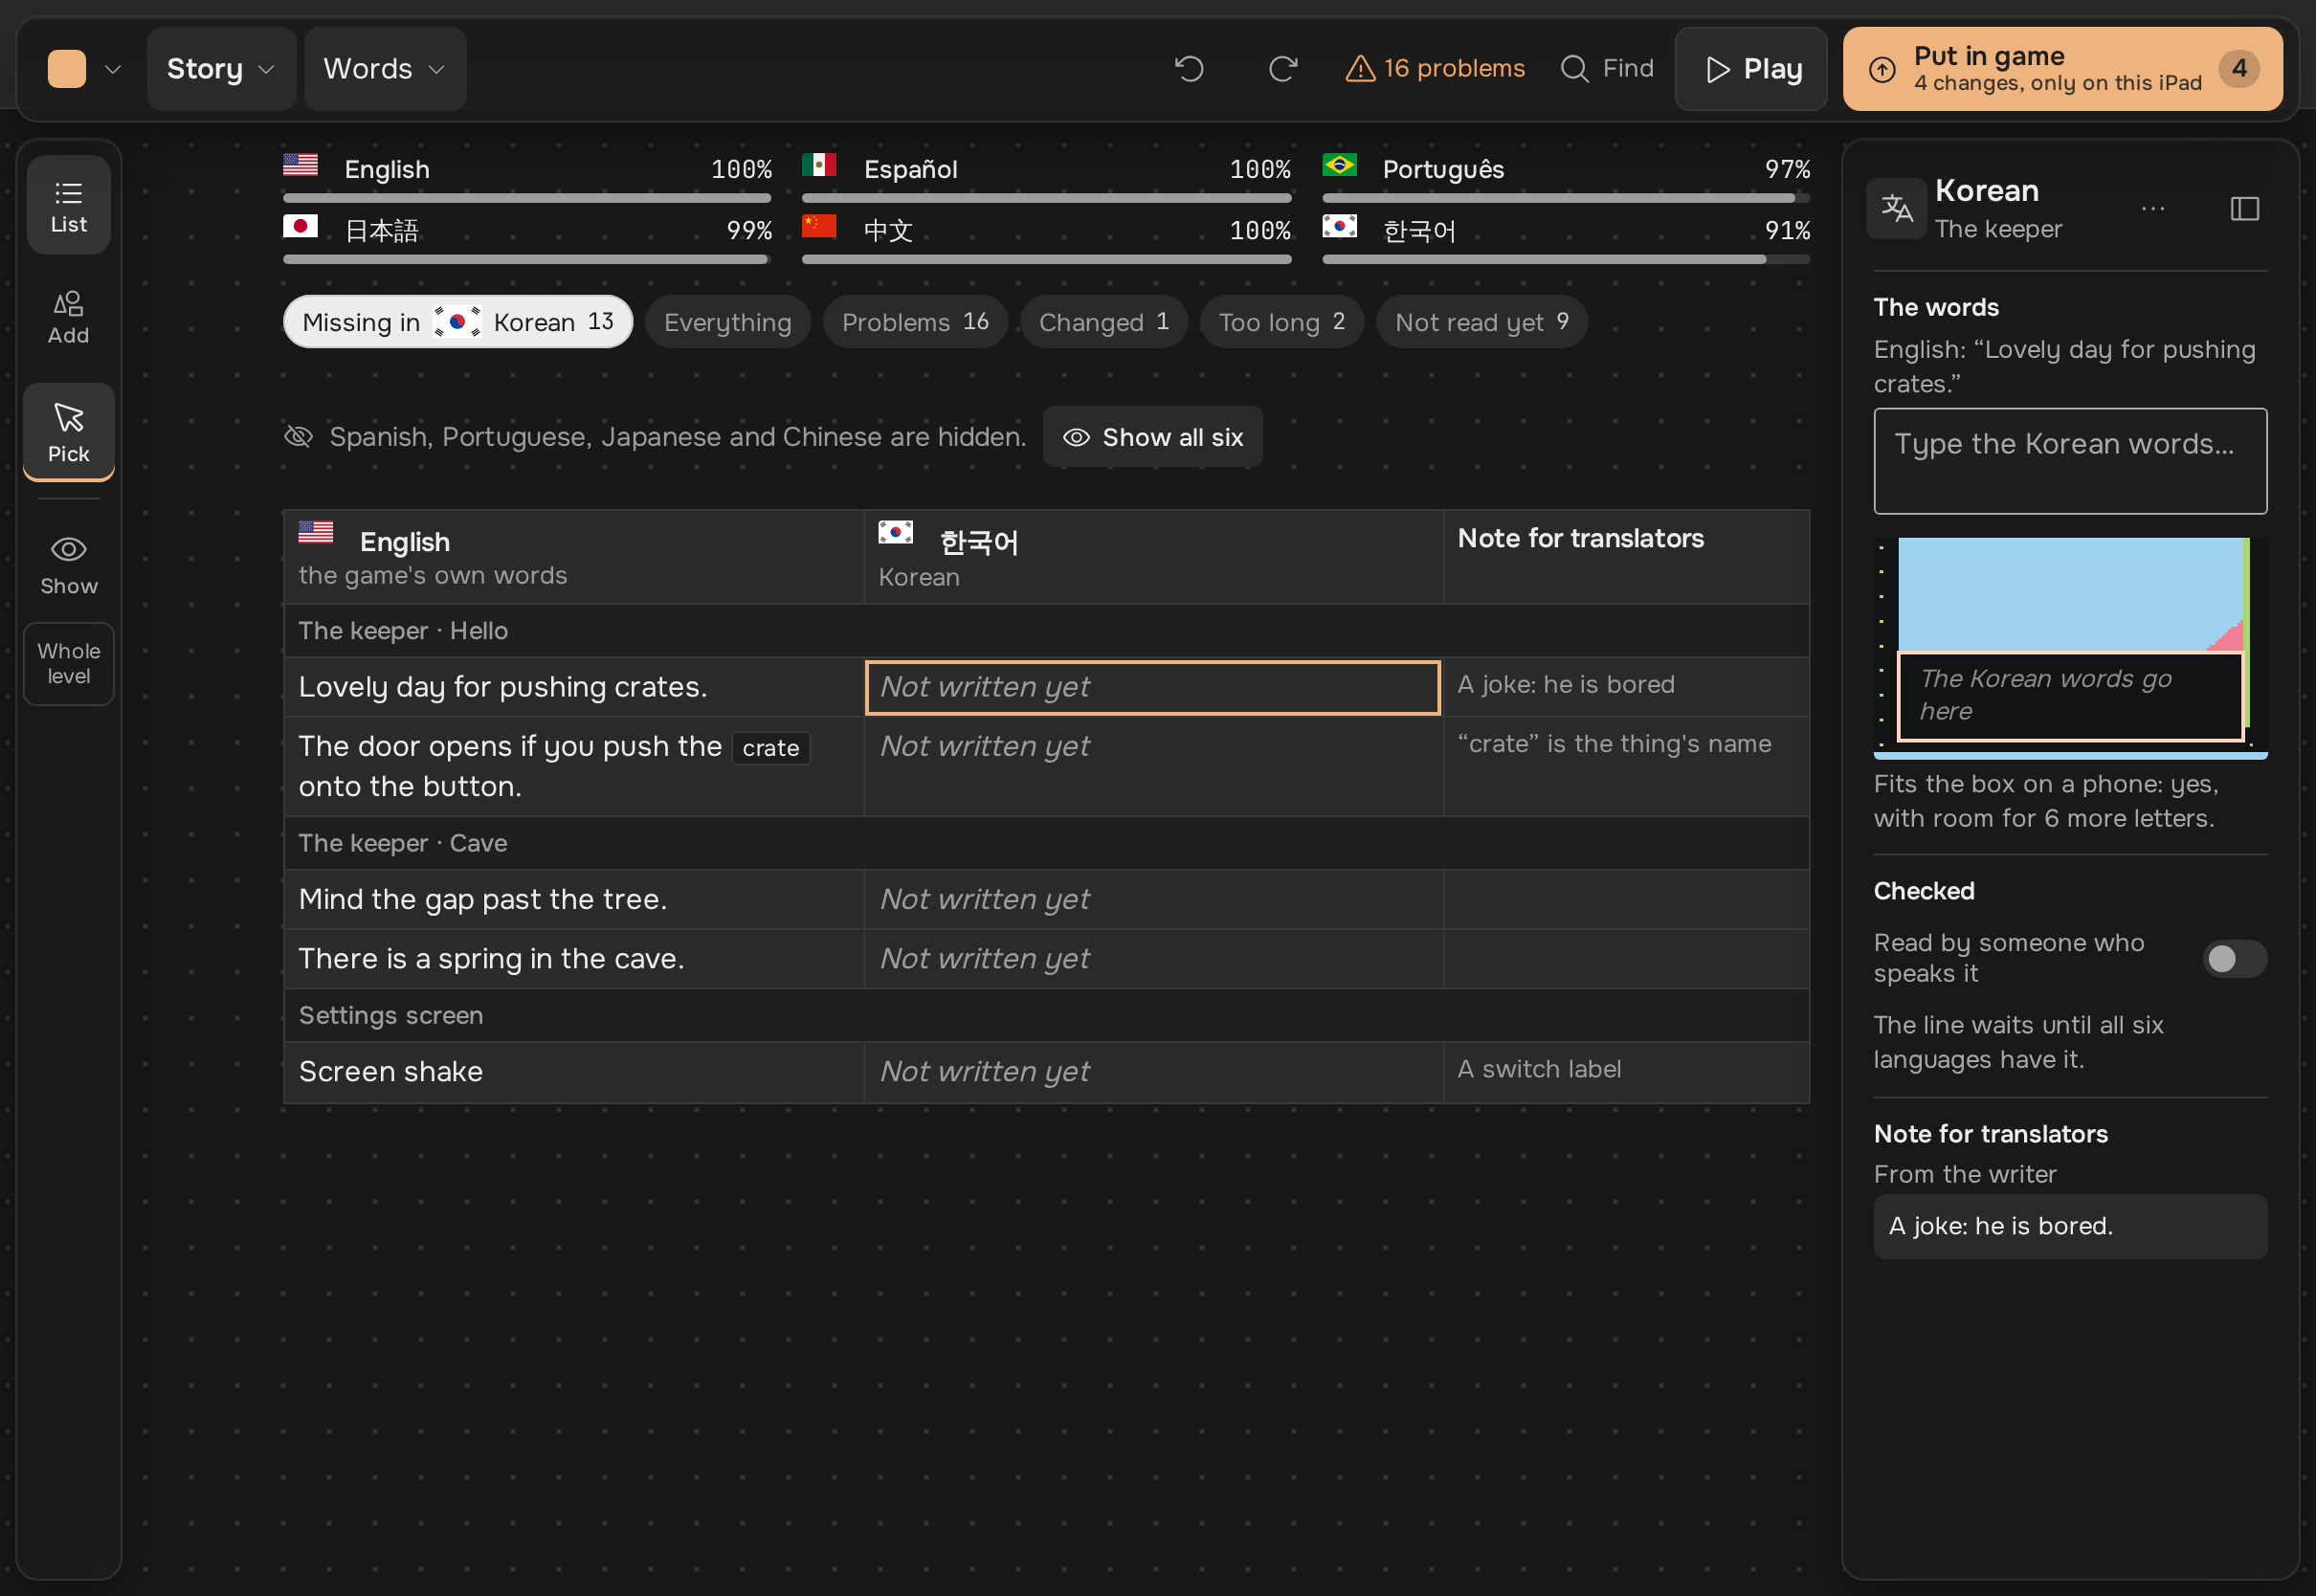 Story
Words
16 problems
Find
Play
Put in game
4 changes, only on this iPad
4
List
Add
Pick
Show
Whole
level
English 100%
Español 100%
Português 97%
日本語 99%
中文 100%
한국어 91%
Missing in Korean 13
Everything
Problems 16
Changed 1
Too long 2
Not read yet 9
Spanish, Portuguese, Japanese and Chinese are hidden.
Show all six
English
the game's own words
한국어
Korean
Note for translators
The keeper · Hello
Lovely day for pushing crates.
Not written yet
A joke: he is bored
The door opens if you push the crate
onto the button.
Not written yet
“crate” is the thing's name
The keeper · Cave
Mind the gap past the tree.
Not written yet
There is a spring in the cave.
Not written yet
Settings screen
Screen shake
Not written yet
A switch label
文A
Korean
The keeper
The words
English: “Lovely day for pushing
crates.”
Type the Korean words...
The Korean words go
here
Fits the box on a phone: yes,
with room for 6 more letters.
Checked
Read by someone who
speaks it
The line waits until all six
languages have it.
Note for translators
From the writer
A joke: he is bored.